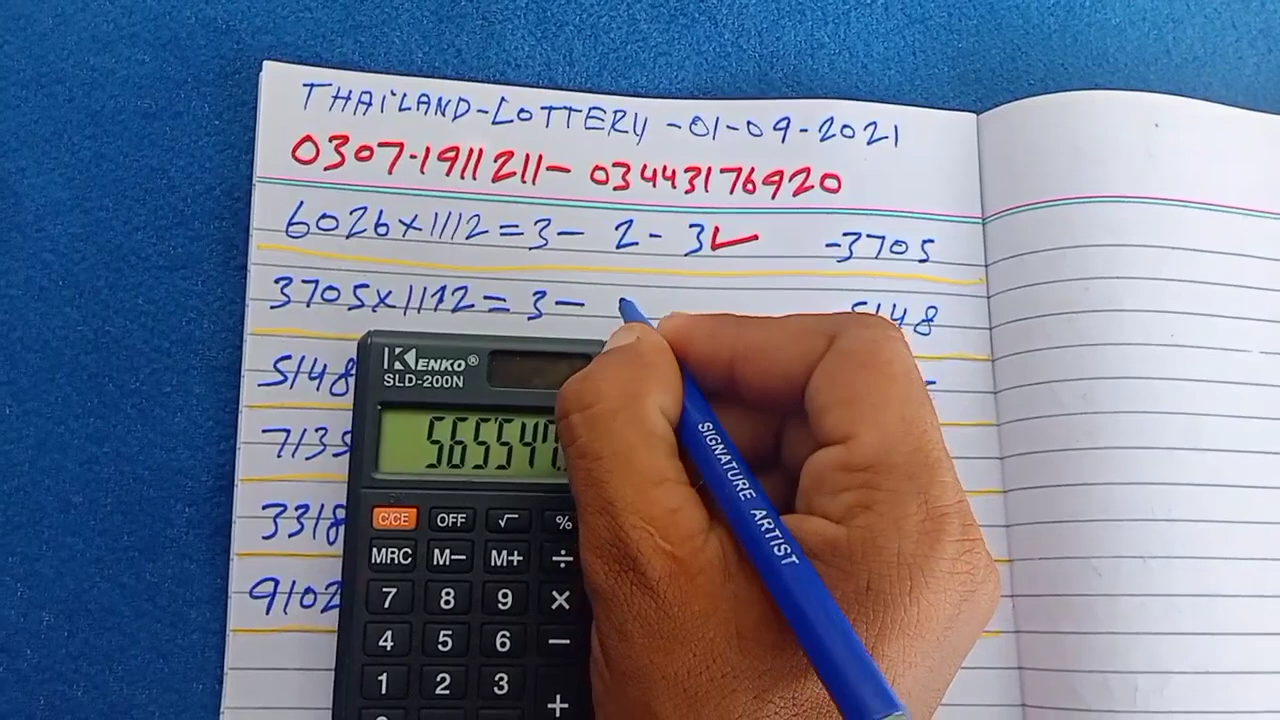 THAILAND-LOTTERY -01-09-2021
0307-1911211- 03443176920
6026×1112=3- 2- 3✓ -3705
3705×1112=3- 5148
5148
7135
3318
9102
KENKO®
SLD-200N
565547
C/CE OFF √ %
MRC M- M+ ÷
7 8 9 ×
4 5 6 -
1 2 3 +
SIGNATURE ARTIST